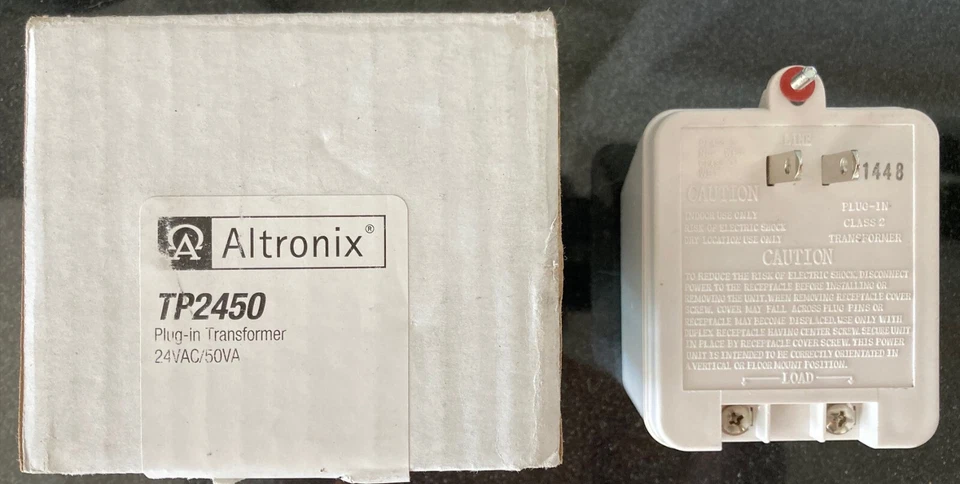 Altronix®
TP2450
Plug-in Transformer
24VAC/50VA
LINE
1448
CAUTION
INDOOR USE ONLY
RISK OF ELECTRIC SHOCK
DRY LOCATION USE ONLY
PLUG-IN
CLASS 2
TRANSFORMER
CAUTION
TO REDUCE THE RISK OF ELECTRIC SHOCK, DISCONNECT
POWER TO THE RECEPTACLE BEFORE INSTALLING OR
REMOVING THE UNIT. WHEN REMOVING RECEPTACLE COVER
SCREW, COVER MAY FALL ACROSS PLUG PINS OR
RECEPTACLE MAY BECOME DISPLACED. USE ONLY WITH
DUPLEX RECEPTACLE HAVING CENTER SCREW. SECURE UNIT
IN PLACE BY RECEPTACLE COVER SCREW. THIS POWER
UNIT IS INTENDED TO BE CORRECTLY ORIENTATED IN
A VERTICAL OR FLOOR MOUNT POSITION.
LOAD